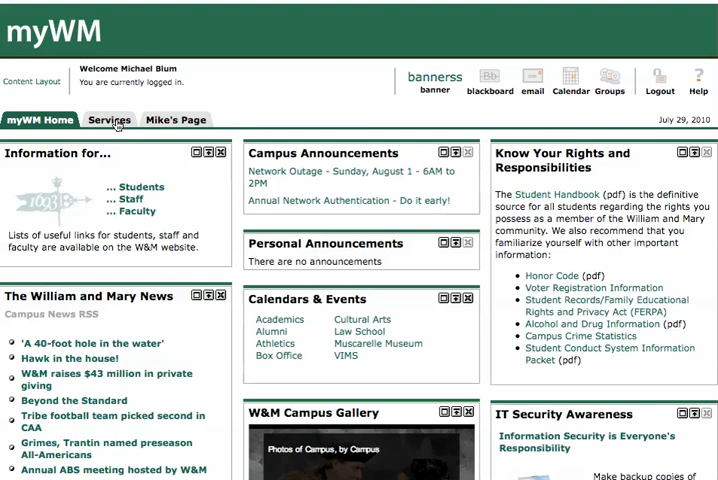 myWM
Content Layout
Welcome Michael Blum
You are currently logged in.
bannerss
banner
Bb
blackboard
email
Calendar
Groups
Logout
Help
myWM Home
Services
Mike's Page
July 29, 2010
Information for...
1693
... Students
... Staff
... Faculty
Lists of useful links for students, staff and
faculty are available on the W&M website.
The William and Mary News
Campus News RSS
'A 40-foot hole in the water'
Hawk in the house!
W&M raises $43 million in private
giving
Beyond the Standard
Tribe football team picked second in
CAA
Grimes, Trantin named preseason
All-Americans
Annual ABS meeting hosted by W&M
Campus Announcements
Network Outage - Sunday, August 1 - 6AM to
2PM
Annual Network Authentication - Do it early!
Personal Announcements
There are no announcements
Calendars & Events
Academics Cultural Arts
Alumni Law School
Athletics Muscarelle Museum
Box Office VIMS
W&M Campus Gallery
Photos of Campus, by Campus
Know Your Rights and
Responsibilities
The Student Handbook (pdf) is the definitive
source for all students regarding the rights you
possess as a member of the William and Mary
community. We also recommend that you
familiarize yourself with other important
information:
Honor Code (pdf)
Voter Registration Information
Student Records/Family Educational
Rights and Privacy Act (FERPA)
Alcohol and Drug Information (pdf)
Campus Crime Statistics
Student Conduct System Information
Packet (pdf)
IT Security Awareness
Information Security is Everyone's
Responsibility
Make backup copies of